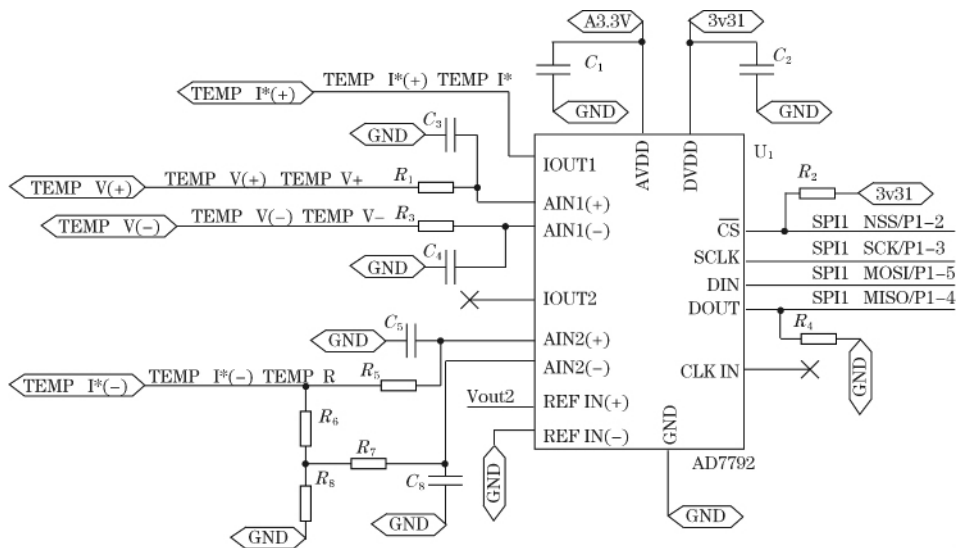 A3.3V
3v31
C1
C2
GND
GND
TEMP I*(+)
TEMP I*(+) TEMP I*
C3
GND
IOUT1
AVDD
DVDD
U1
TEMP V(+)
TEMP V(+) TEMP V+
R1
AIN1(+)
R2
3v31
TEMP V(-)
TEMP V(-) TEMP V-
R3
AIN1(-)
CS
SPI1 NSS/P1-2
C4
GND
SCLK
SPI1 SCK/P1-3
DIN
SPI1 MOSI/P1-5
IOUT2
DOUT
SPI1 MISO/P1-4
C5
GND
AIN2(+)
R4
GND
TEMP I*(-)
TEMP I*(-) TEMP R
R5
AIN2(-)
CLK IN
Vout2
REF IN(+)
R6
REF IN(-)
GND
GND
R7
AD7792
R8
C8
GND
GND
GND